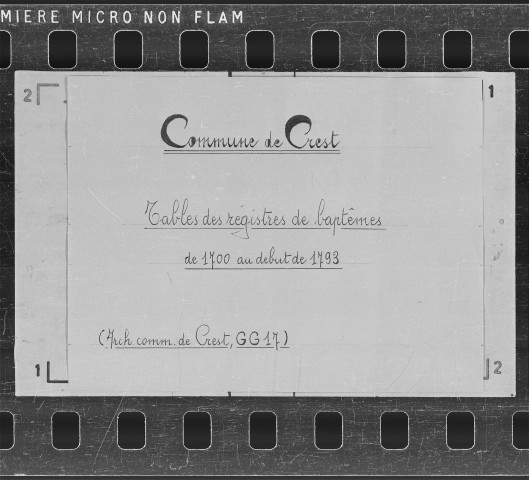 MIERE MICRO NON FLAM
2 1
Commune de Crest
Tables des régistres de baptêmes
de 1700 au debut de 1793
(Arch. comm. de Crest, GG 17)
1 2